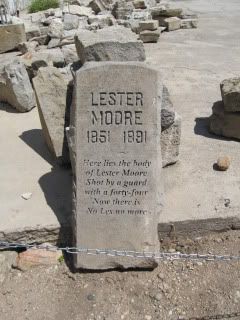 LESTER
MOORE
1851 1891
Here lies the body
of Lester Moore
Shot by a guard
with a forty-four
Now there is
No Les no more